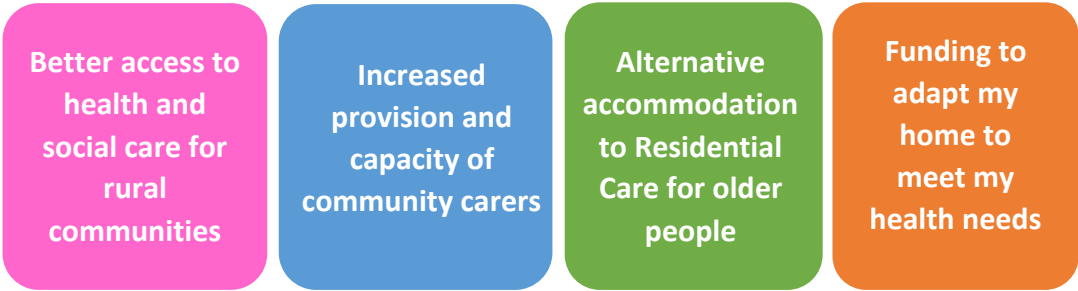 Better access to
health and
social care for
rural
communities
Increased
provision and
capacity of
community carers
Alternative
accommodation
to Residential
Care for older
people
Funding to
adapt my
home to
meet my
health needs